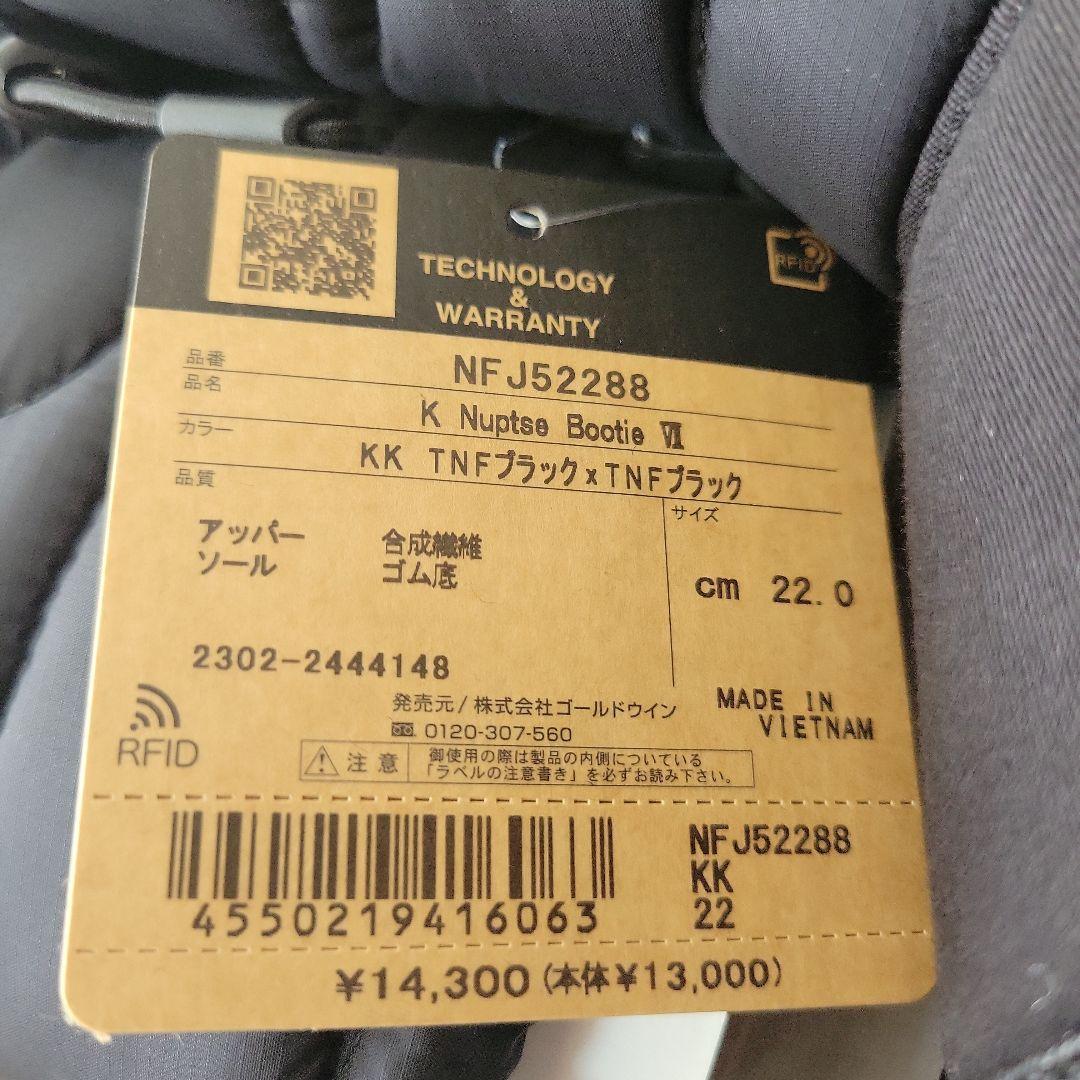 TECHNOLOGY
&
WARRANTY
RFID
品番 NFJ52288
品名 K Nuptse Bootie Ⅶ
カラー KK TNFブラック×TNFブラック
品質
サイズ
アッパー 合成繊維
ソール ゴム底
cm 22.0
2302-2444148
発売元/株式会社ゴールドウイン
0120-307-560
MADE IN
VIETNAM
RFID
注意
御使用の際は製品の内側についている
「ラベルの注意書き」を必ずお読み下さい。
4550219416063
NFJ52288
KK
22
¥14,300(本体¥13,000)